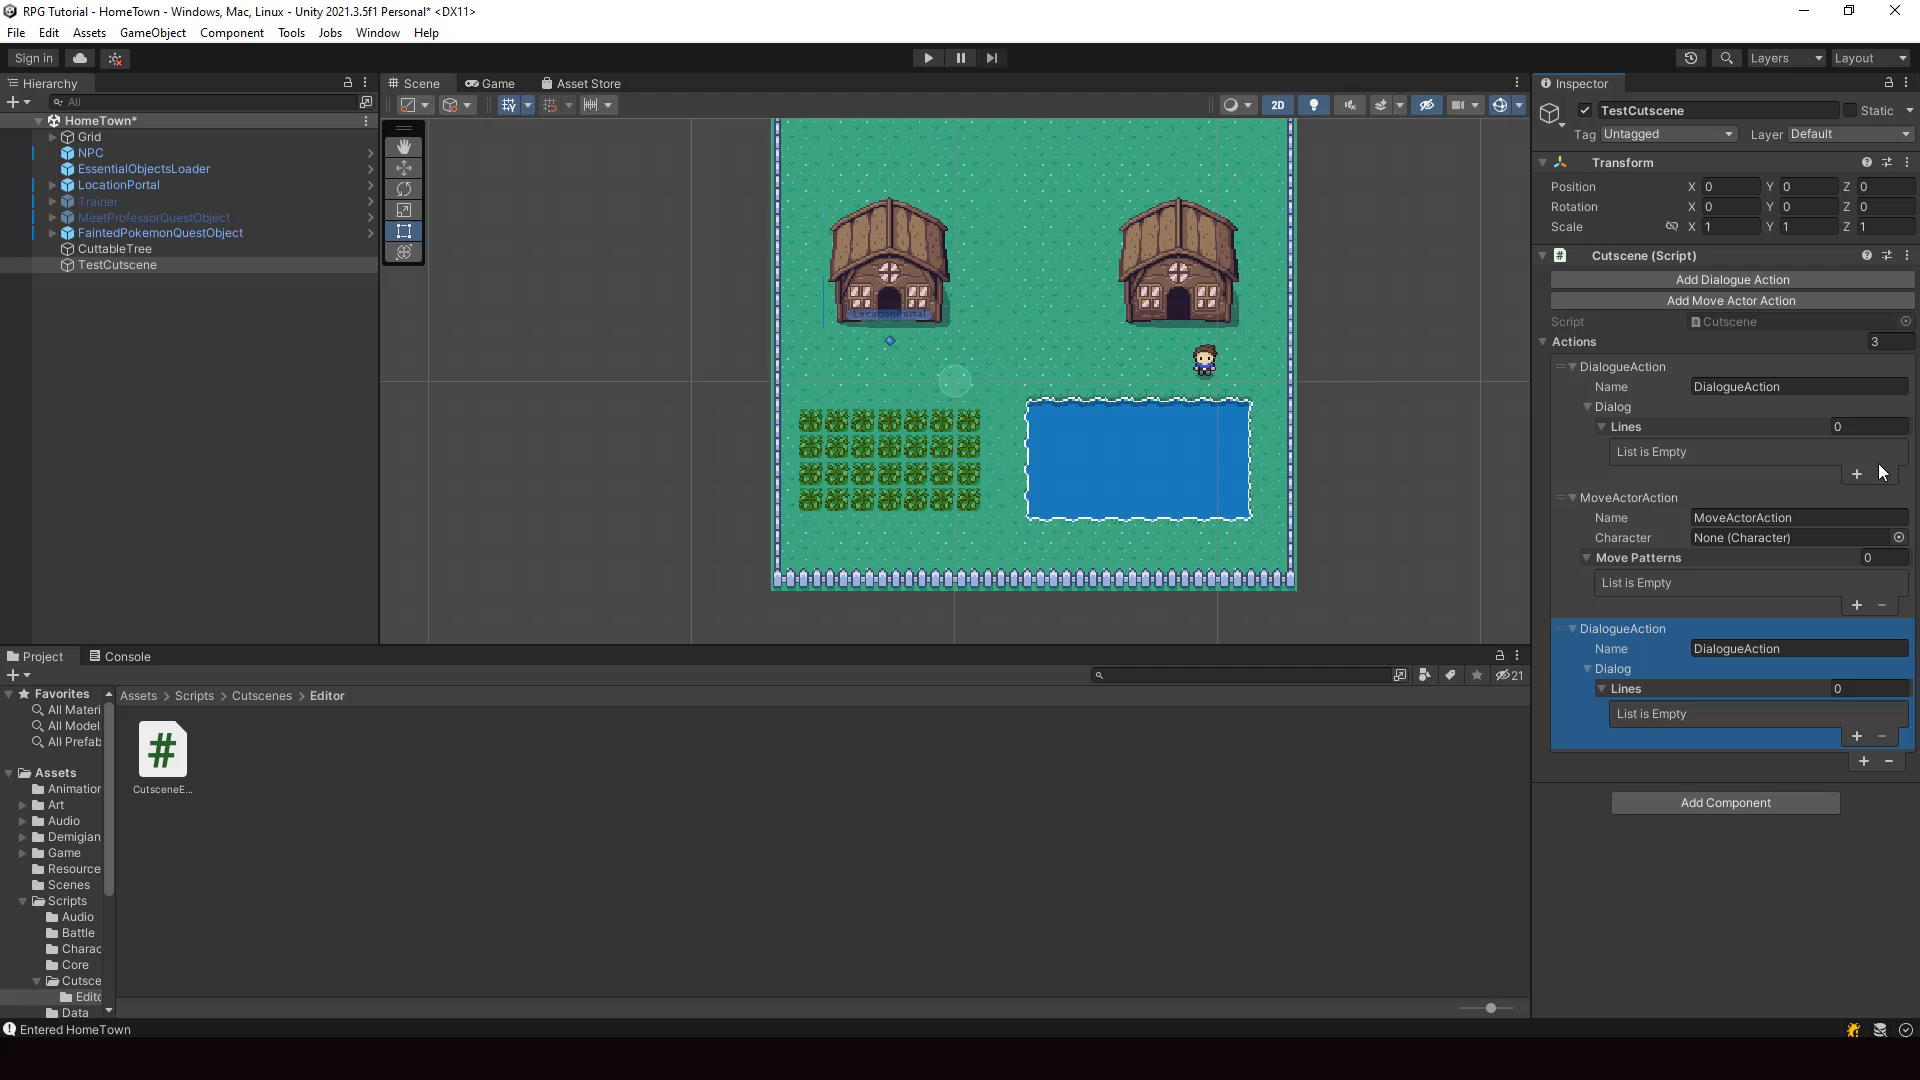 RPG Tutorial - HomeTown - Windows, Mac, Linux - Unity 2021.3.5f1 Personal* <DX11>
File Edit Assets GameObject Component Tools Jobs Window Help
Sign in
Layers
Layout
Hierarchy
All
HomeTown*
Grid
NPC
EssentialObjectsLoader
LocationPortal
Trainer
MeetProfessorQuestObject
FaintedPokemonQuestObject
CuttableTree
TestCutscene
Scene Game Asset Store
2D
LocationPortal
Inspector
TestCutscene Static
Tag Untagged Layer Default
Transform
Position X 0 Y 0 Z 0
Rotation X 0 Y 0 Z 0
Scale X 1 Y 1 Z 1
Cutscene (Script)
Add Dialogue Action
Add Move Actor Action
Script Cutscene
Actions 3
DialogueAction
Name DialogueAction
Dialog
Lines 0
List is Empty
+
MoveActorAction
Name MoveActorAction
Character None (Character)
Move Patterns 0
List is Empty
+ −
DialogueAction
Name DialogueAction
Dialog
Lines 0
List is Empty
+ −
+ −
Add Component
Project Console
21
Favorites
All Materi
All Model
All Prefab
Assets
Animation
Art
Audio
Demigian
Game
Resource
Scenes
Scripts
Audio
Battle
Charac
Core
Cutsce
Edito
Data
Assets > Scripts > Cutscenes > Editor
#
CutsceneE...
Entered HomeTown